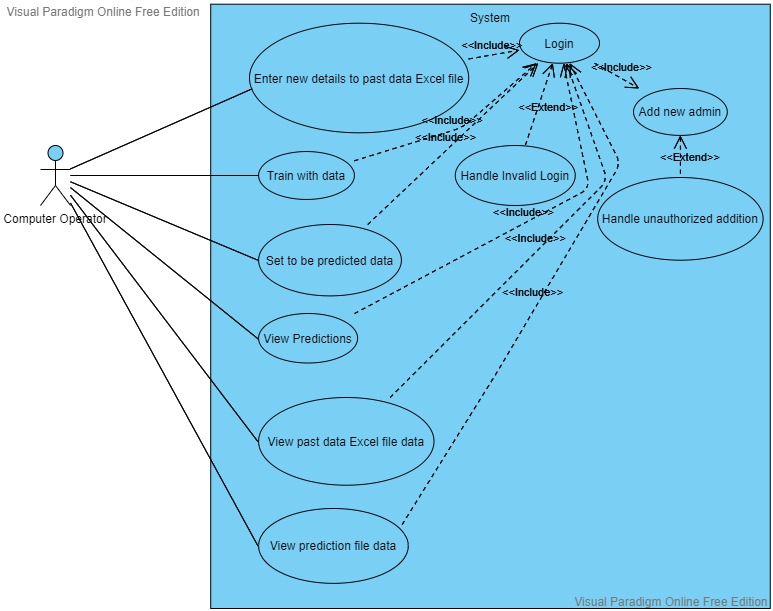 Visual Paradigm Online Free Edition
System
<<Include>>
Login
Enter new details to past data Excel file
<<Include>>
Add new admin
<<Extend>>
<<Include>>
<<Include>>
<<Extend>>
Train with data
Handle Invalid Login
Computer Operator
<<Include>>
Handle unauthorized addition
<<Include>>
Set to be predicted data
<<Include>>
View Predictions
View past data Excel file data
View prediction file data
Visual Paradigm Online Free Edition